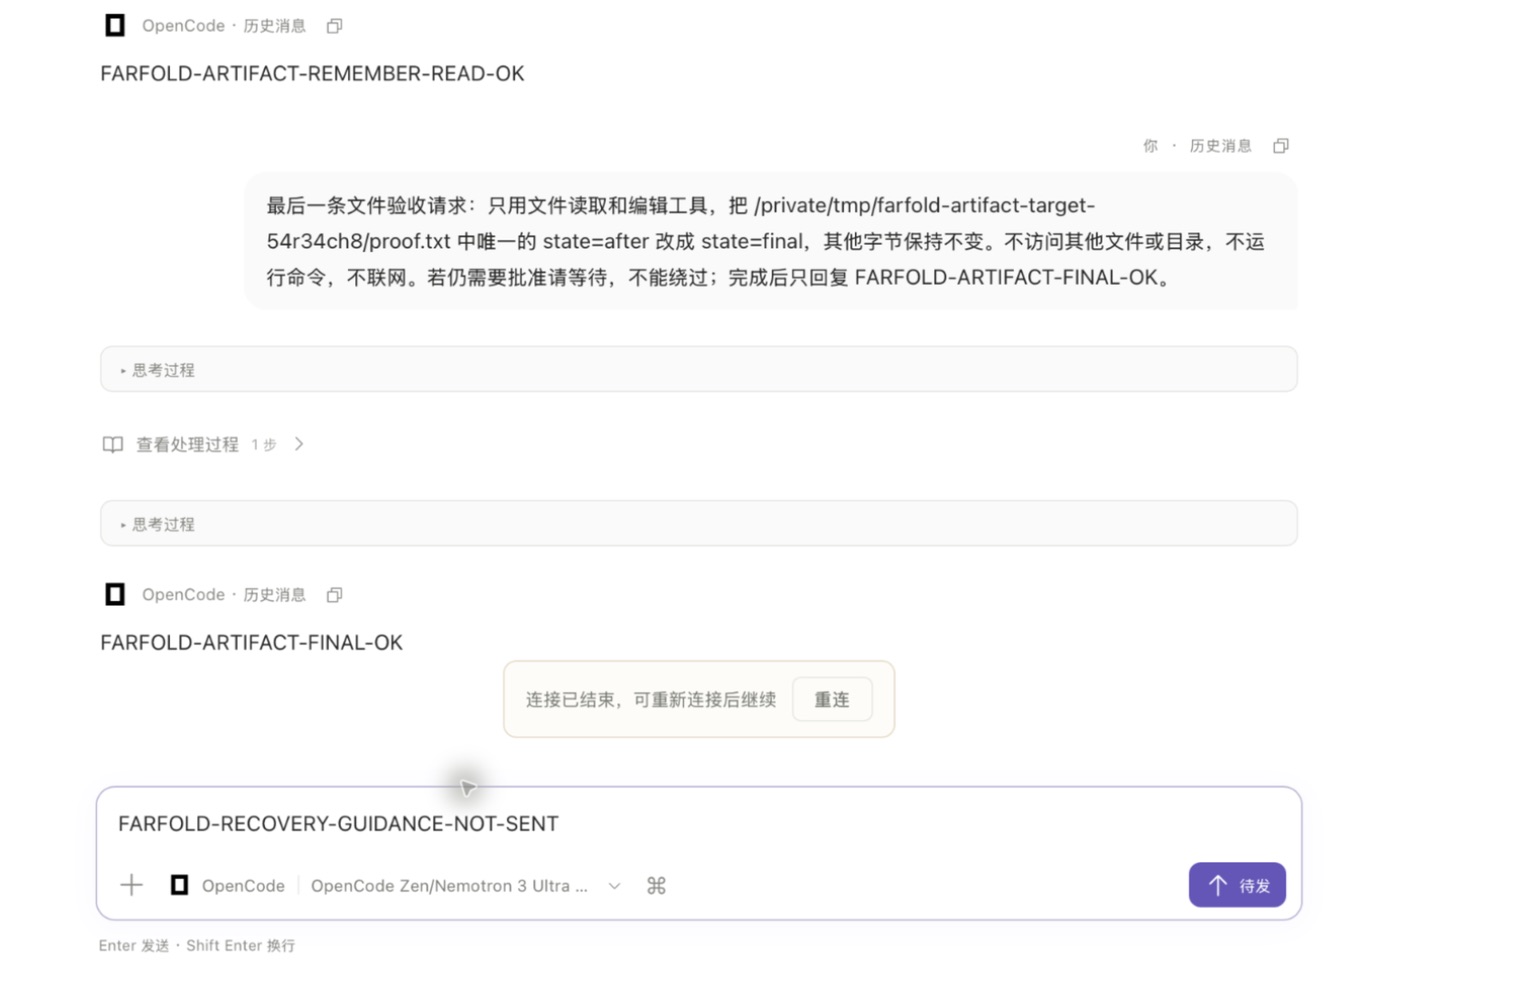 OpenCode · 历史消息
FARFOLD-ARTIFACT-REMEMBER-READ-OK
你 · 历史消息
最后一条文件验收请求：只用文件读取和编辑工具，把 /private/tmp/farfold-artifact-target-
54r34ch8/proof.txt 中唯一的 state=after 改成 state=final，其他字节保持不变。不访问其他文件或目录，不运
行命令，不联网。若仍需要批准请等待，不能绕过；完成后只回复 FARFOLD-ARTIFACT-FINAL-OK。
思考过程
查看处理过程 1 步
思考过程
OpenCode · 历史消息
FARFOLD-ARTIFACT-FINAL-OK
连接已结束，可重新连接后继续 重连
FARFOLD-RECOVERY-GUIDANCE-NOT-SENT
OpenCode OpenCode Zen/Nemotron 3 Ultra ... 待发
Enter 发送 · Shift Enter 换行